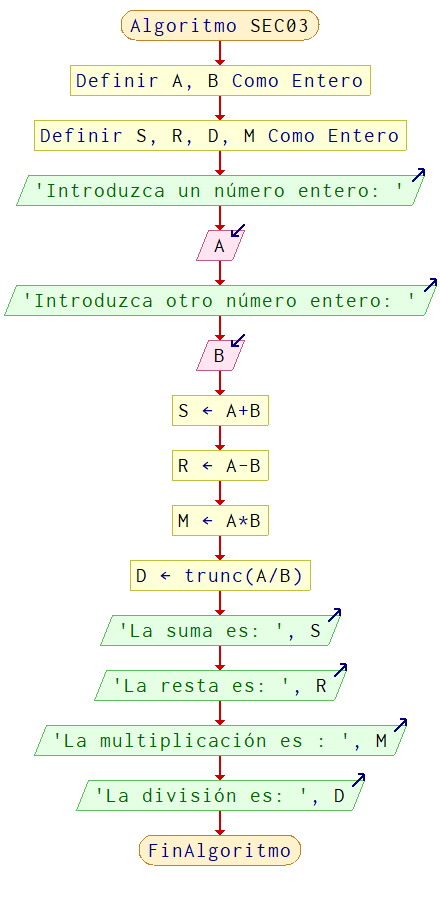 Algoritmo SEC03
Definir A, B Como Entero
Definir S, R, D, M Como Entero
'Introduzca un número entero: '
A
'Introduzca otro número entero: '
B
S ← A+B
R ← A-B
M ← A*B
D ← trunc(A/B)
'La suma es: ', S
'La resta es: ', R
'La multiplicación es : ', M
'La división es: ', D
FinAlgoritmo